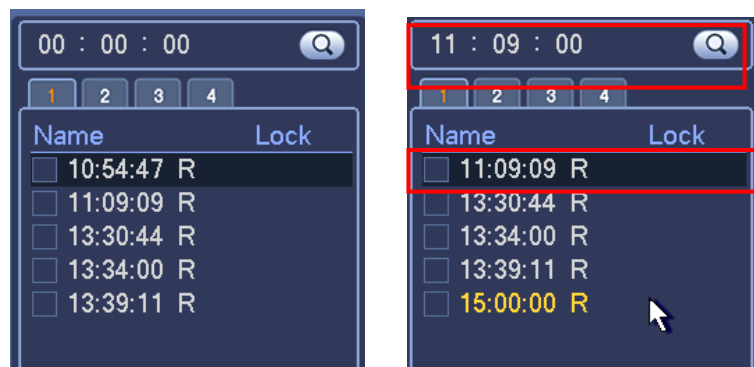 00 : 00 : 00
1 2 3 4
Name Lock
10:54:47 R
11:09:09 R
13:30:44 R
13:34:00 R
13:39:11 R
11 : 09 : 00
1 2 3 4
Name Lock
11:09:09 R
13:30:44 R
13:34:00 R
13:39:11 R
15:00:00 R